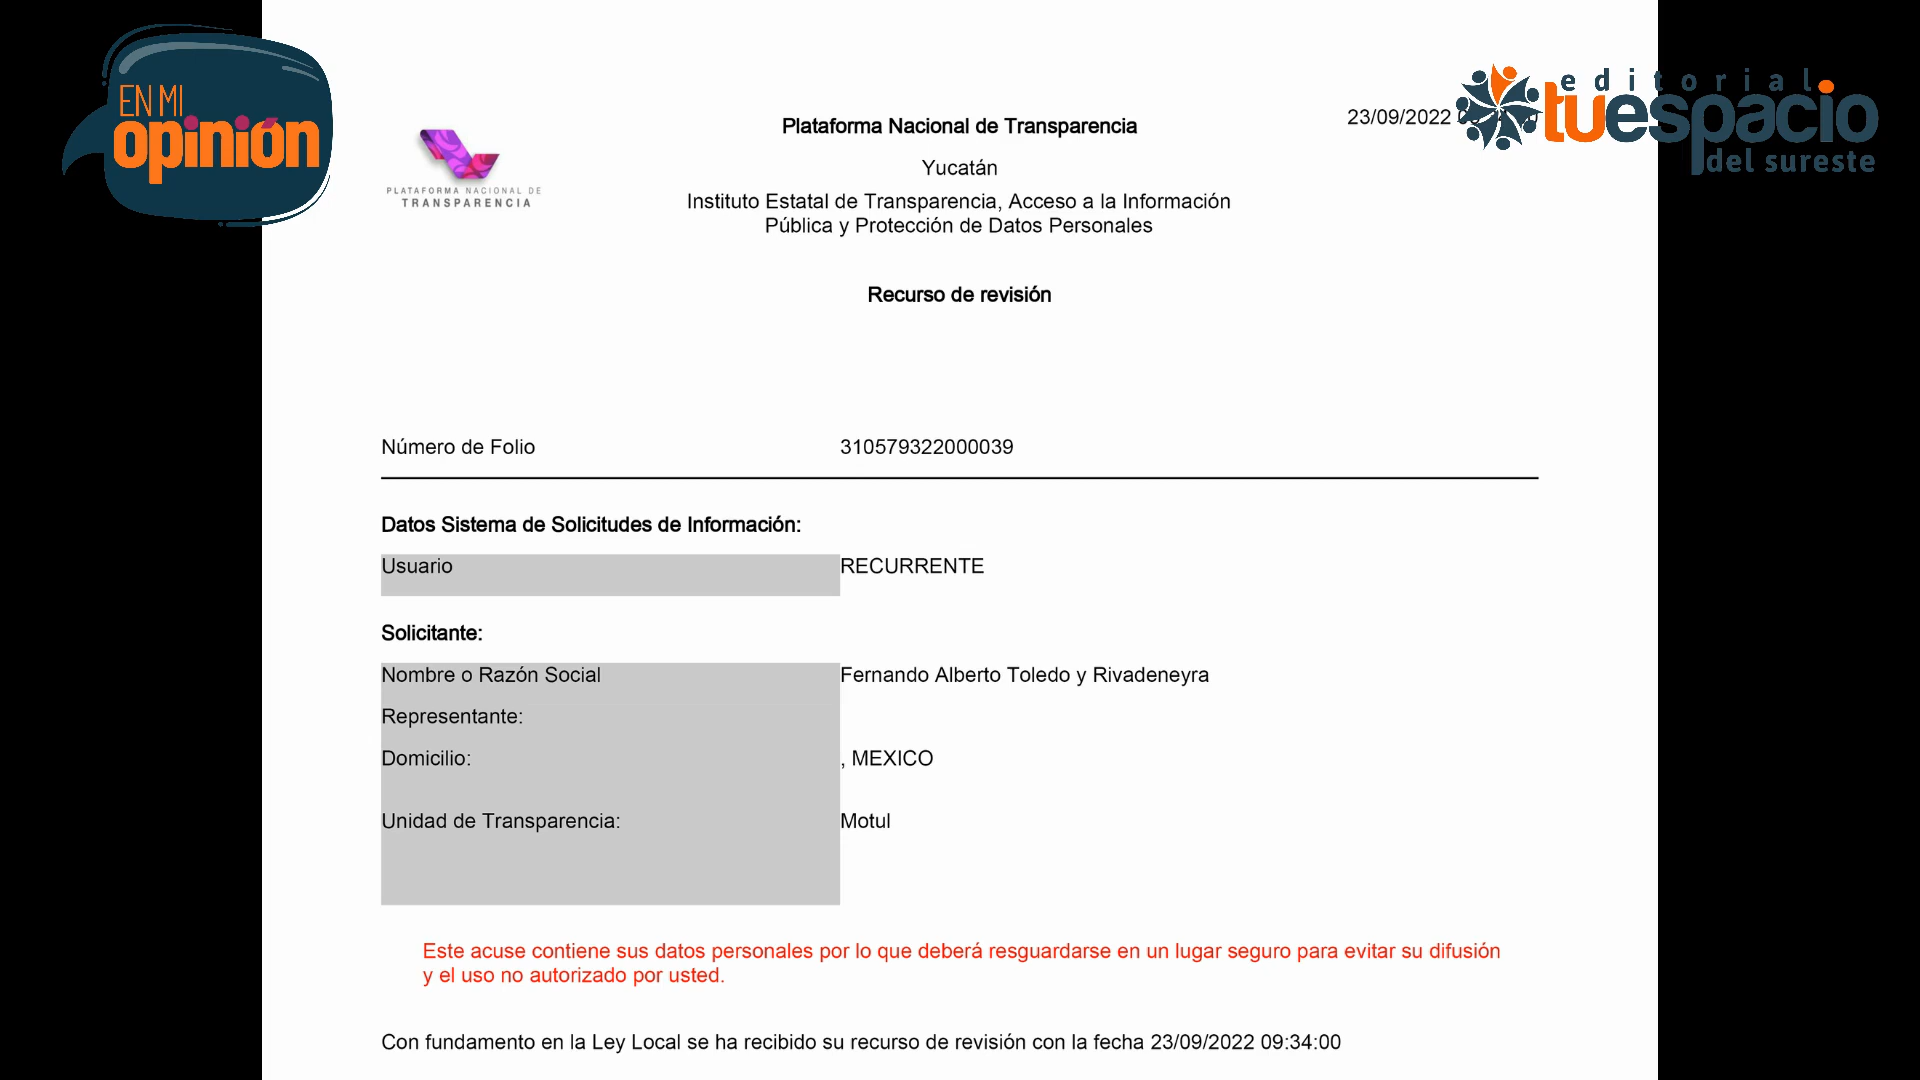 EN MI
opinión
editorial
tuespacio
del sureste
23/09/2022
Plataforma Nacional de Transparencia
Yucatán
PLATAFORMA NACIONAL DE
TRANSPARENCIA
Instituto Estatal de Transparencia, Acceso a la Información
Pública y Protección de Datos Personales
Recurso de revisión
Número de Folio 310579322000039
Datos Sistema de Solicitudes de Información:
Usuario RECURRENTE
Solicitante:
Nombre o Razón Social Fernando Alberto Toledo y Rivadeneyra
Representante:
Domicilio: , MEXICO
Unidad de Transparencia: Motul
Este acuse contiene sus datos personales por lo que deberá resguardarse en un lugar seguro para evitar su difusión
y el uso no autorizado por usted.
Con fundamento en la Ley Local se ha recibido su recurso de revisión con la fecha 23/09/2022 09:34:00